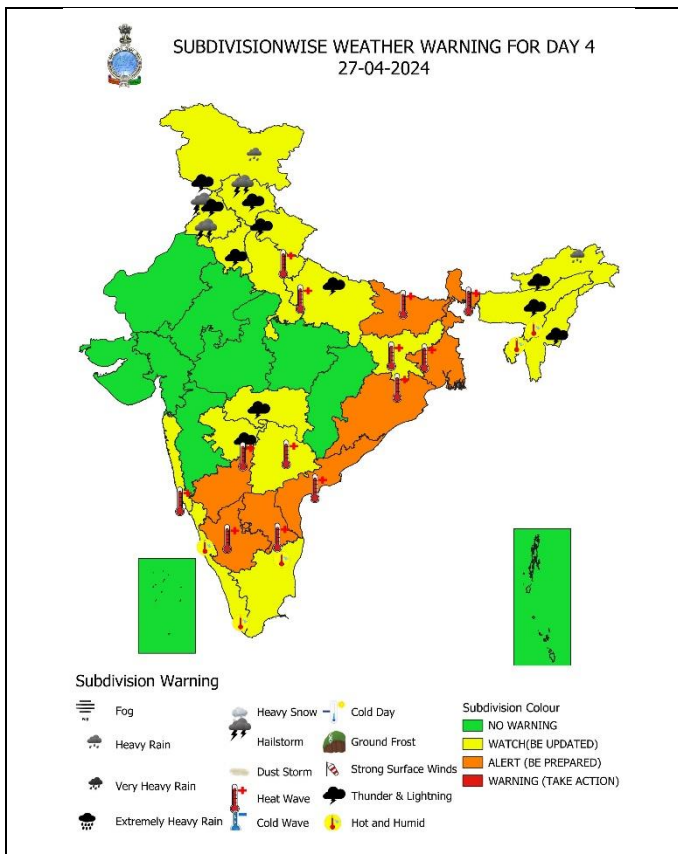 SUBDIVISIONWISE WEATHER WARNING FOR DAY 4
27-04-2024
Subdivision Warning
Fog
Heavy Rain
Very Heavy Rain
Extremely Heavy Rain
Heavy Snow
Hailstorm
Dust Storm
Heat Wave
Cold Wave
Cold Day
Ground Frost
Strong Surface Winds
Thunder & Lightning
Hot and Humid
Subdivision Colour
NO WARNING
WATCH(BE UPDATED)
ALERT (BE PREPARED)
WARNING (TAKE ACTION)